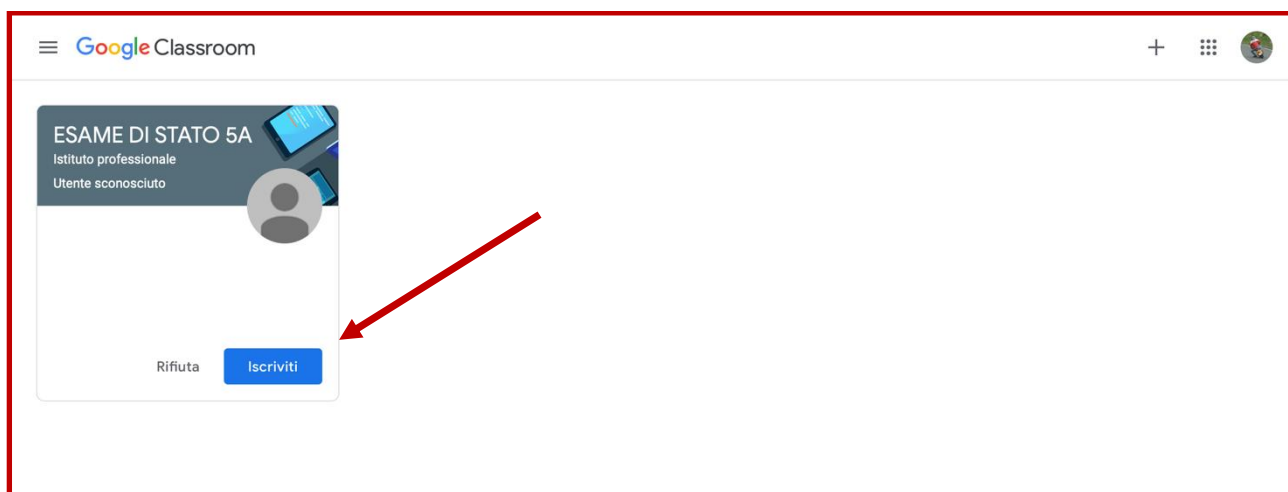 Google Classroom
ESAME DI STATO 5A
Istituto professionale
Utente sconosciuto
Rifiuta Iscriviti